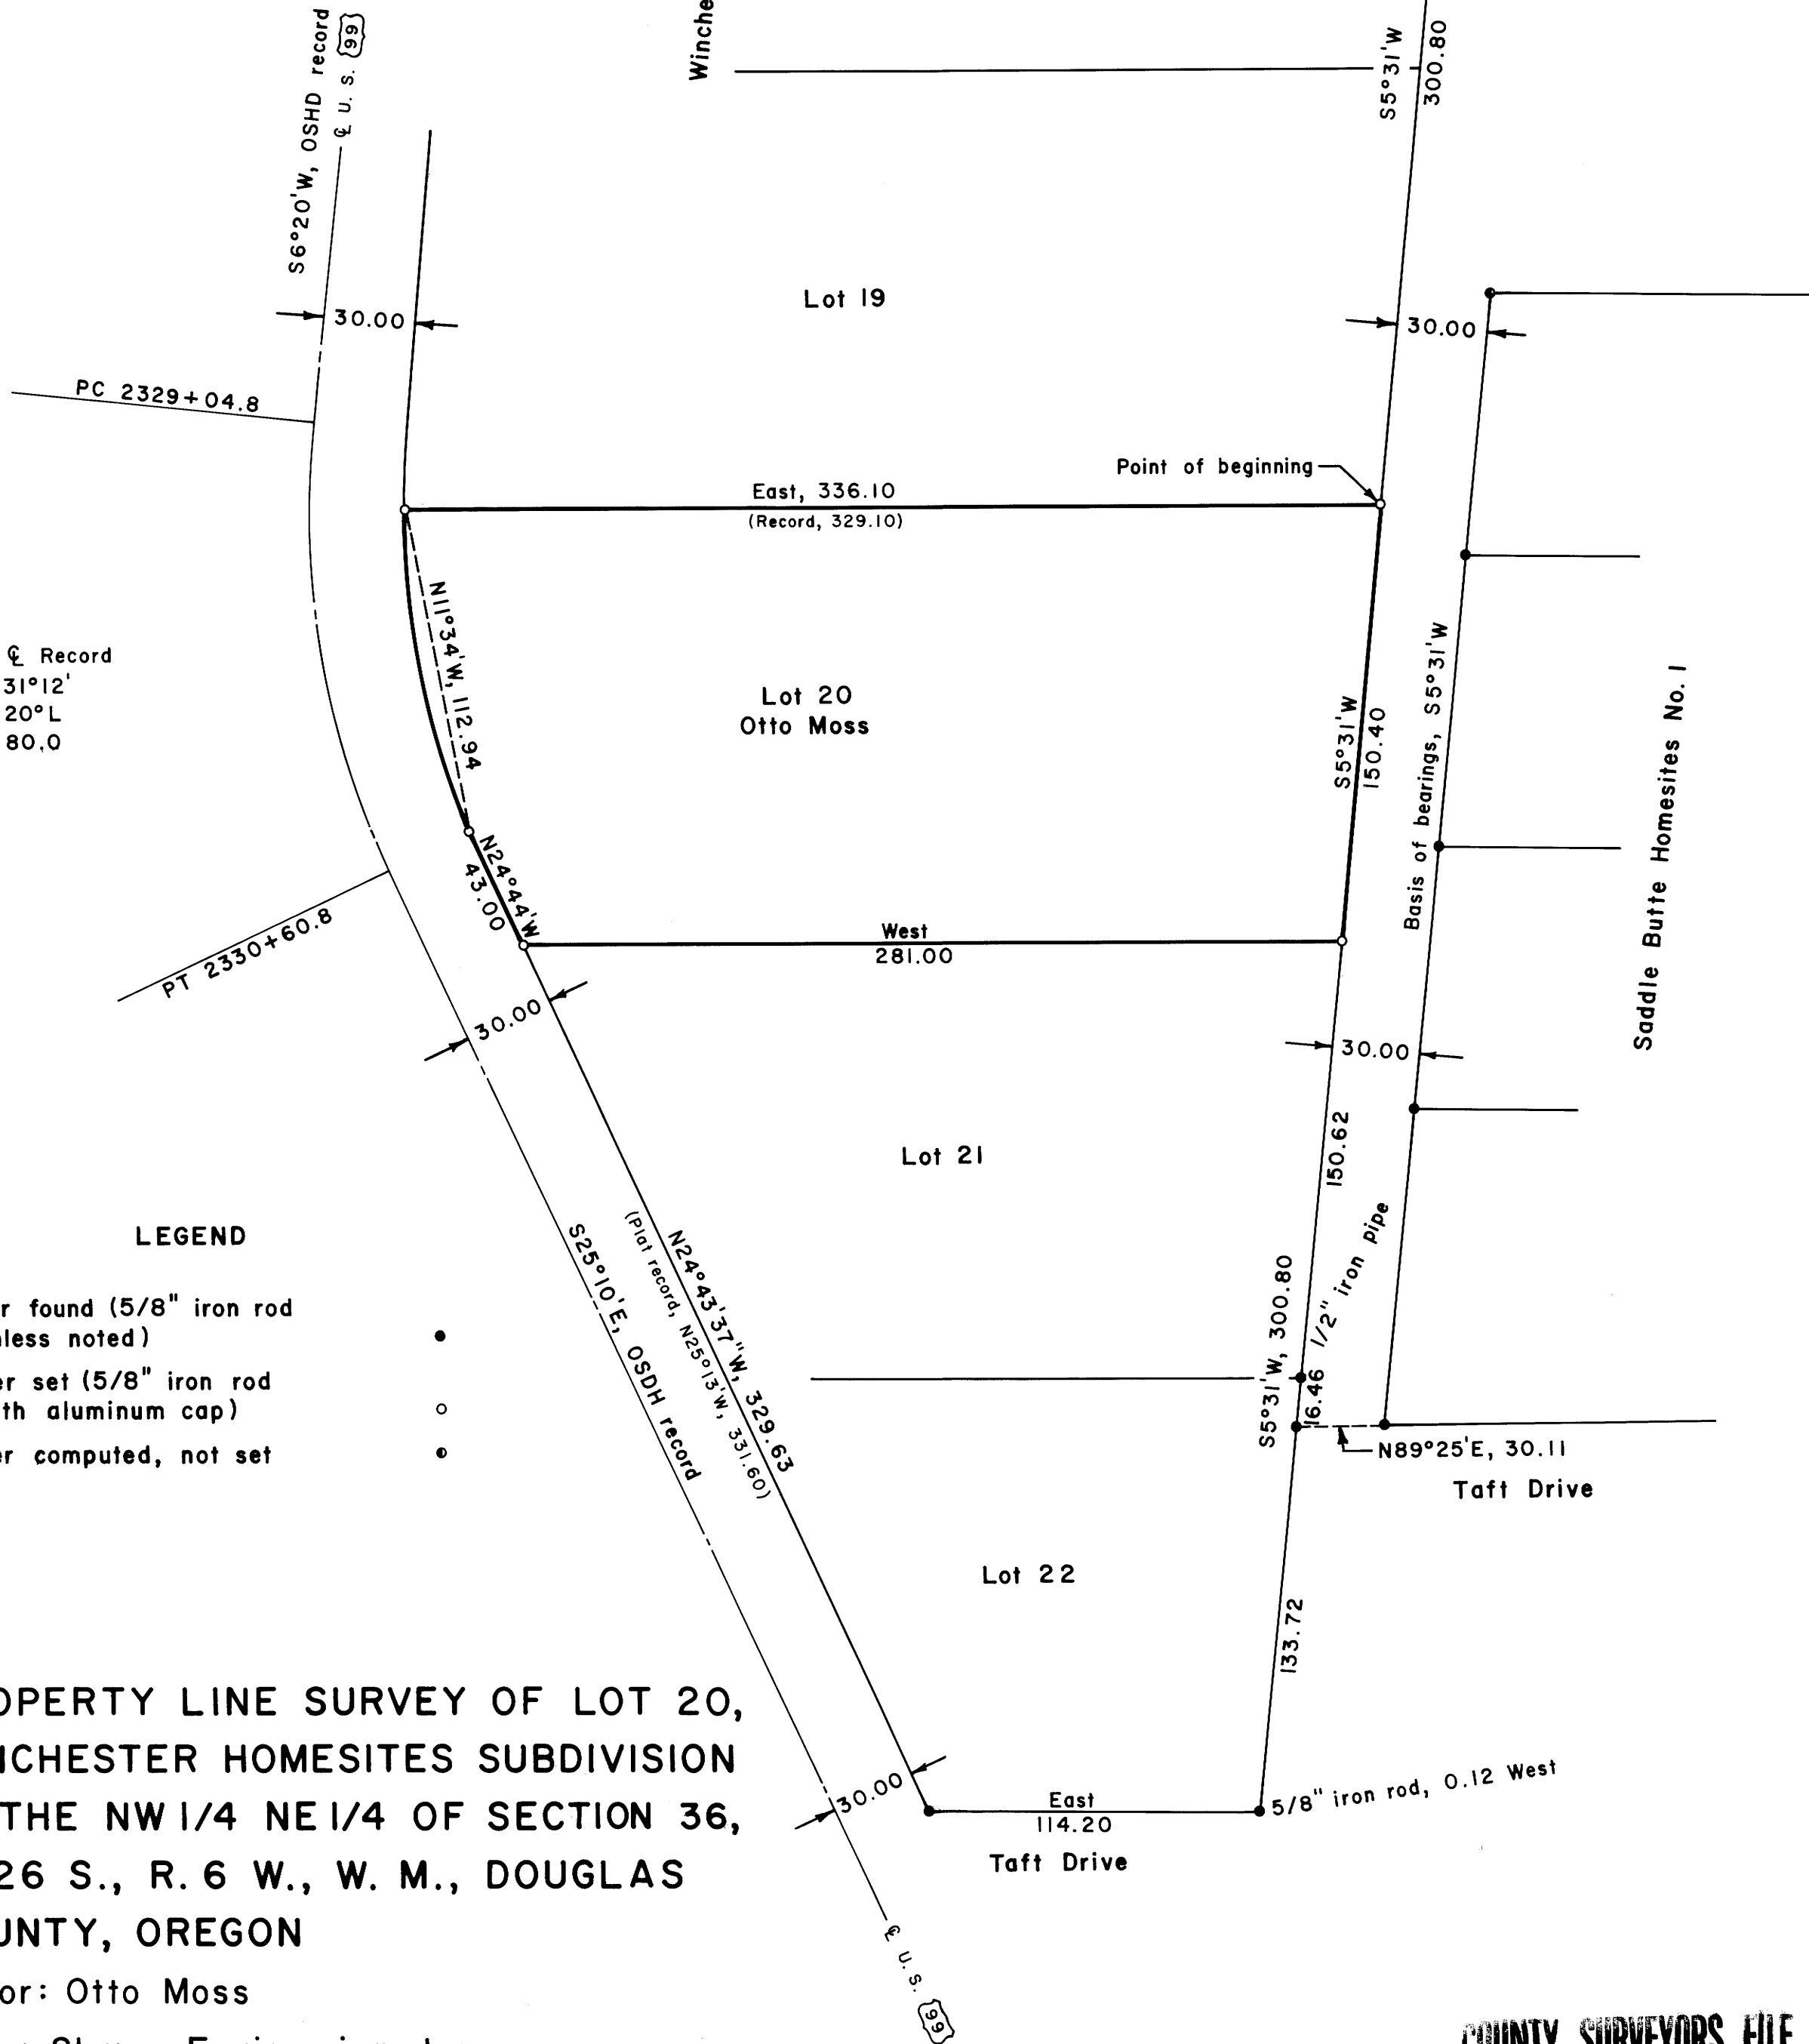 S6°20'W, OSHD record
℄ U. S. 99
Winche
S5°31'W
300.80
Lot 19
30.00
30.00
PC 2329+04.8
Point of beginning
East, 336.10
(Record, 329.10)
N11°34'W, 112.94
℄ Record
31°12'
20°L
80.0
Lot 20
Otto Moss
S5°31'W
150.40
Basis of bearings, S5°31'W
Saddle Butte Homesites No. 1
N24°44'W
43.00
West
281.00
PT 2330+60.8
30.00
30.00
Lot 21
150.62
1/2" iron pipe
LEGEND
r found (5/8" iron rod
less noted)
er set (5/8" iron rod
th aluminum cap)
er computed, not set
S25°10'E, OSDH record
N24°43'37"W, 329.63
(Plat record, N25°13'W, 331.60)
S5°31'W, 300.80
16.46
N89°25'E, 30.11
Taft Drive
Lot 22
133.72
OPERTY LINE SURVEY OF LOT 20,
ICHESTER HOMESITES SUBDIVISION
THE NW 1/4 NE 1/4 OF SECTION 36,
26 S., R. 6 W., W. M., DOUGLAS
UNTY, OREGON
or: Otto Moss
30.00
East
114.20
Taft Drive
5/8" iron rod, 0.12 West
℄ U. S. 99
COUNTY SURVEYORS FILE